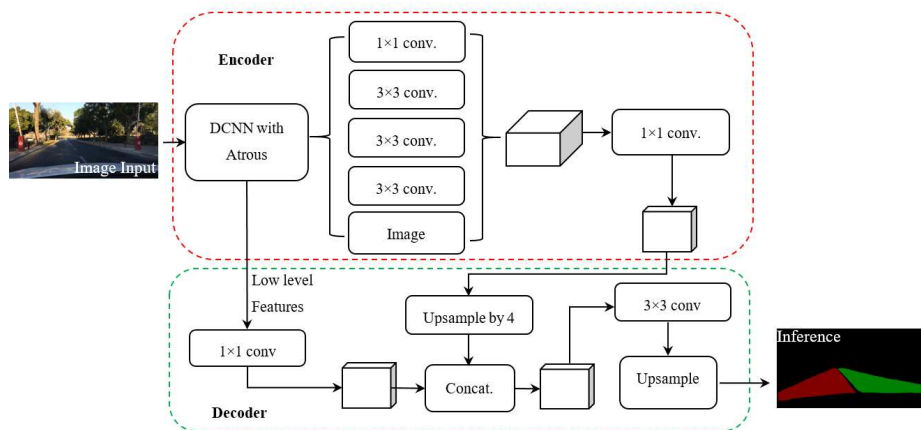 Encoder
1×1 conv.
3×3 conv.
3×3 conv.
3×3 conv.
Image
DCNN with
Atrous
Image Input
1×1 conv.
Low level
Features
Upsample by 4
3×3 conv
1×1 conv
Concat.
Upsample
Inference
Decoder